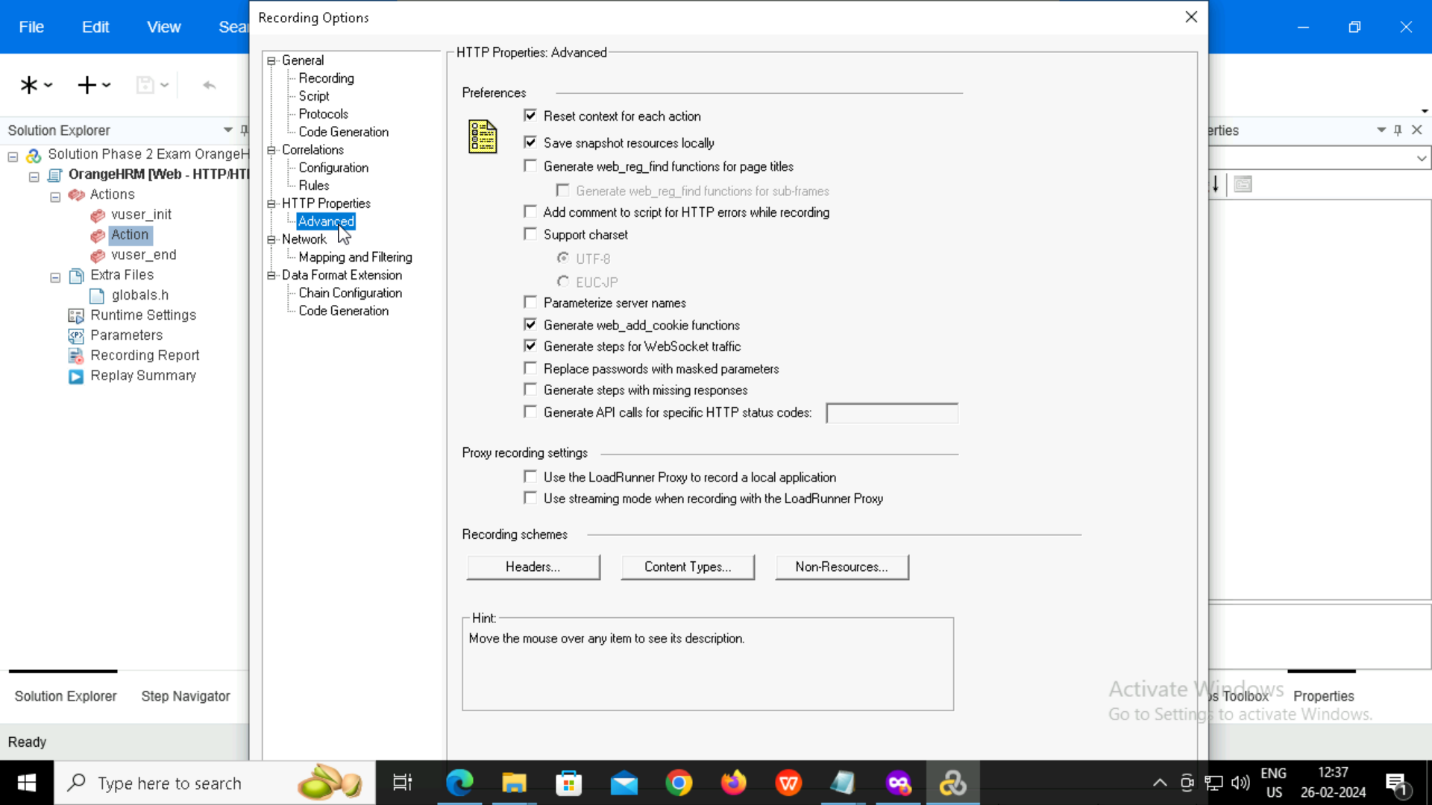 Recording Options
File Edit View Sea
Solution Explorer
Solution Phase 2 Exam OrangeH
OrangeHRM [Web - HTTP/HT
Actions
vuser_init
Action
vuser_end
Extra Files
globals.h
Runtime Settings
Parameters
Recording Report
Replay Summary
Solution Explorer Step Navigator
Ready
General
Recording
Script
Protocols
Code Generation
Correlations
Configuration
Rules
HTTP Properties
Advanced
Network
Mapping and Filtering
Data Format Extension
Chain Configuration
Code Generation
HTTP Properties: Advanced
Preferences
Reset context for each action
Save snapshot resources locally
Generate web_reg_find functions for page titles
Generate web_reg_find functions for sub-frames
Add comment to script for HTTP errors while recording
Support charset
UTF-8
EUC-JP
Parameterize server names
Generate web_add_cookie functions
Generate steps for WebSocket traffic
Replace passwords with masked parameters
Generate steps with missing responses
Generate API calls for specific HTTP status codes:
Proxy recording settings
Use the LoadRunner Proxy to record a local application
Use streaming mode when recording with the LoadRunner Proxy
Recording schemes
Headers... Content Types... Non-Resources...
Hint:
Move the mouse over any item to see its description.
erties
Activate Windows
Go to Settings to activate Windows.
ps Toolbox Properties
Type here to search
ENG
US
12:37
26-02-2024
1